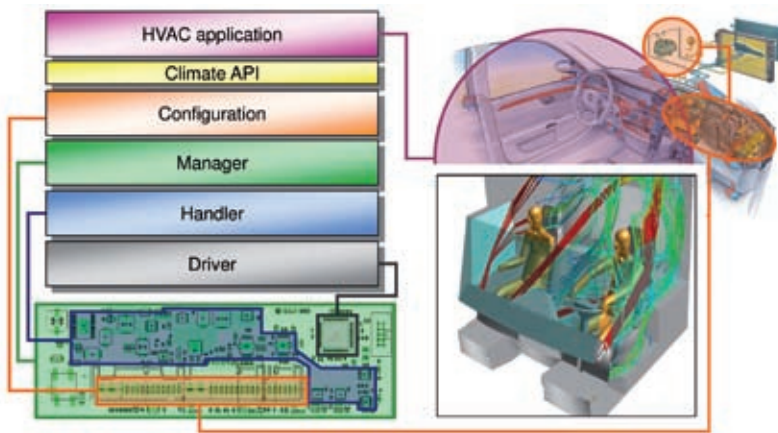 HVAC application
Climate API
Configuration
Manager
Handler
Driver